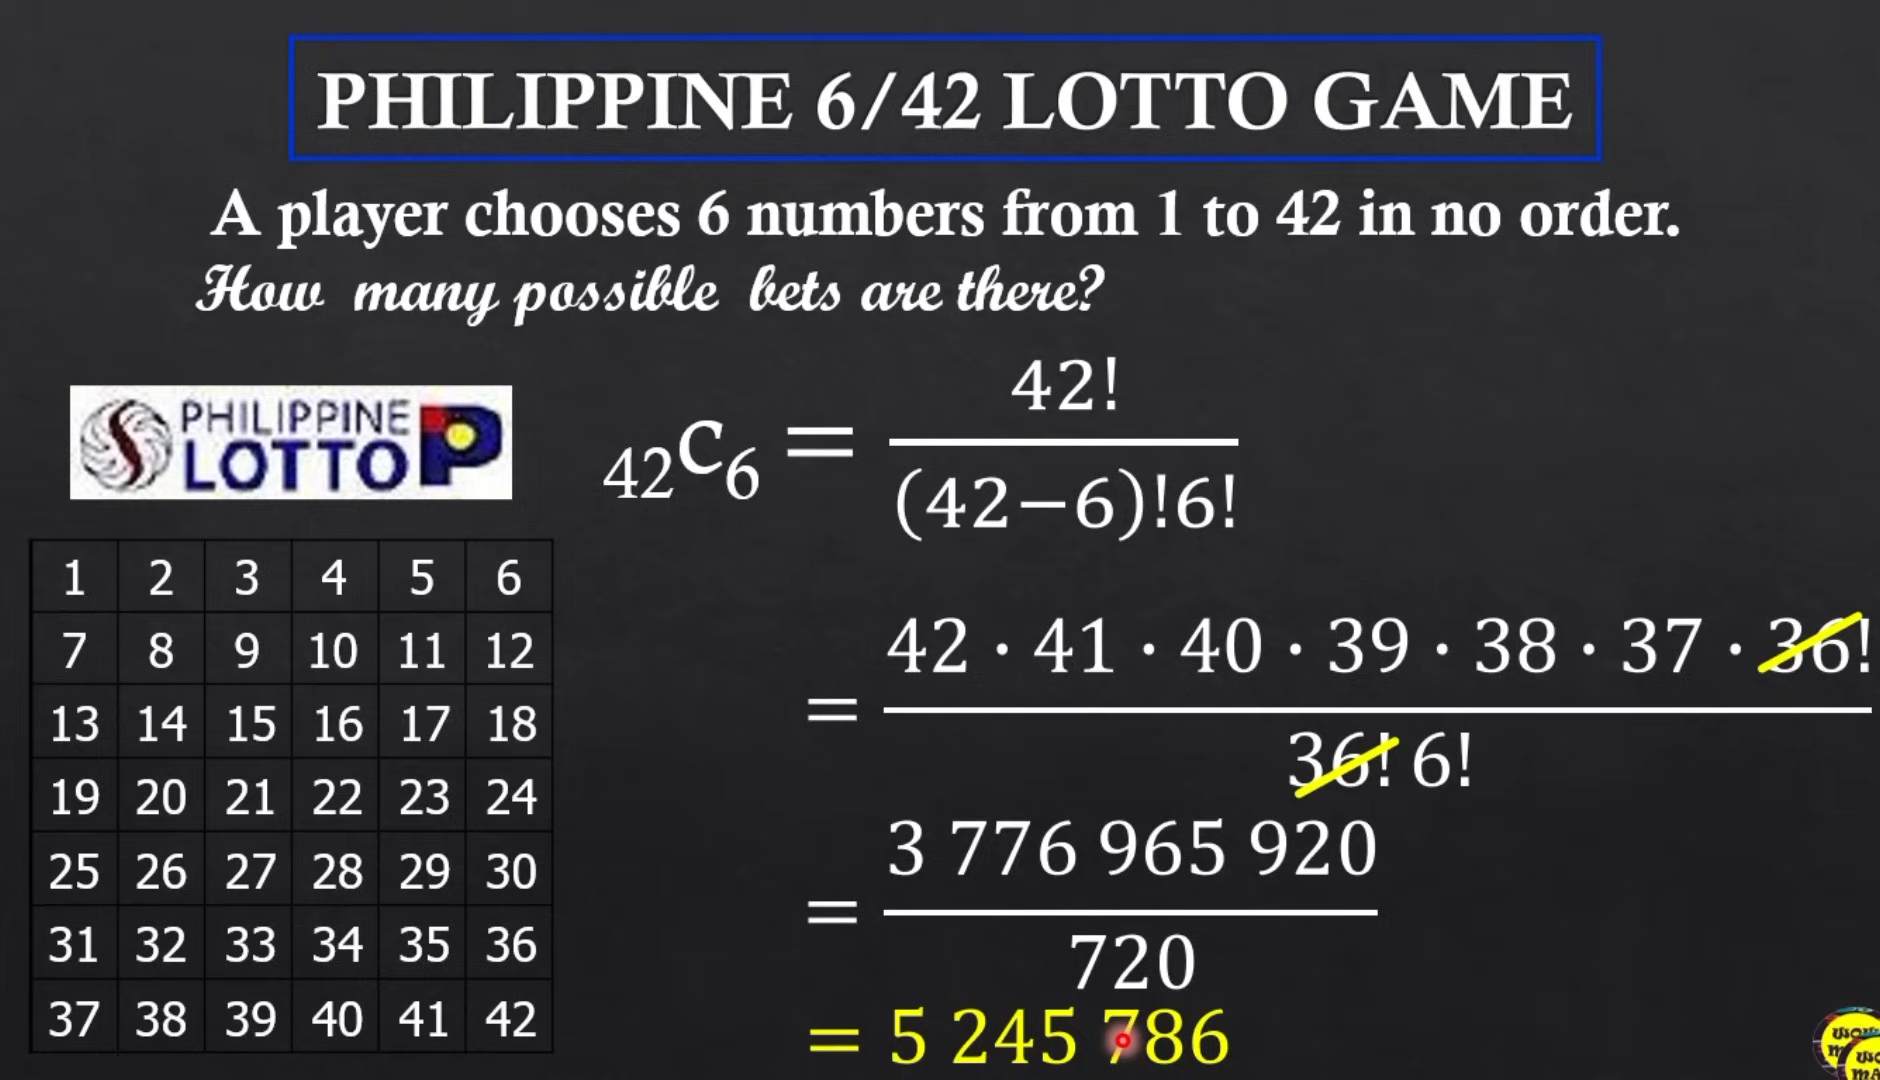 PHILIPPINE 6/42 LOTTO GAME
A player chooses 6 numbers from 1 to 42 in no order.
How many possible bets are there?
PHILIPPINE
LOTTO P
₄₂C₆ = 42!
(42−6)!6!
= 42 · 41 · 40 · 39 · 38 · 37 · 36!
36! 6!
= 3 776 965 920
720
= 5 245 786
1 2 3 4 5 6
7 8 9 10 11 12
13 14 15 16 17 18
19 20 21 22 23 24
25 26 27 28 29 30
31 32 33 34 35 36
37 38 39 40 41 42